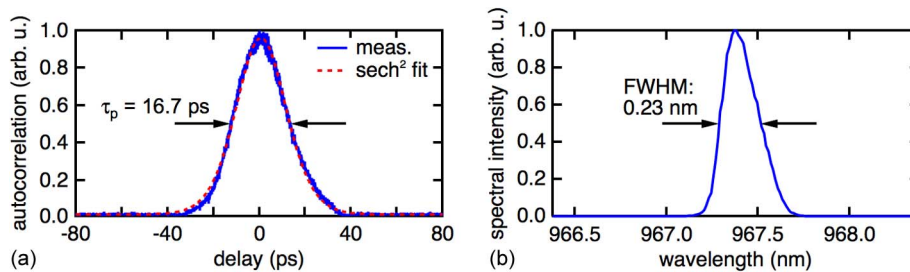 autocorrelation (arb. u.)
1.0
0.8
0.6
0.4
0.2
0.0
meas.
sech² fit
τp = 16.7 ps
-80
-40
0
40
80
(a)
delay (ps)
spectral intensity (arb. u.)
1.0
0.8
0.6
0.4
0.2
0.0
FWHM:
0.23 nm
966.5
967.0
967.5
968.0
(b)
wavelength (nm)